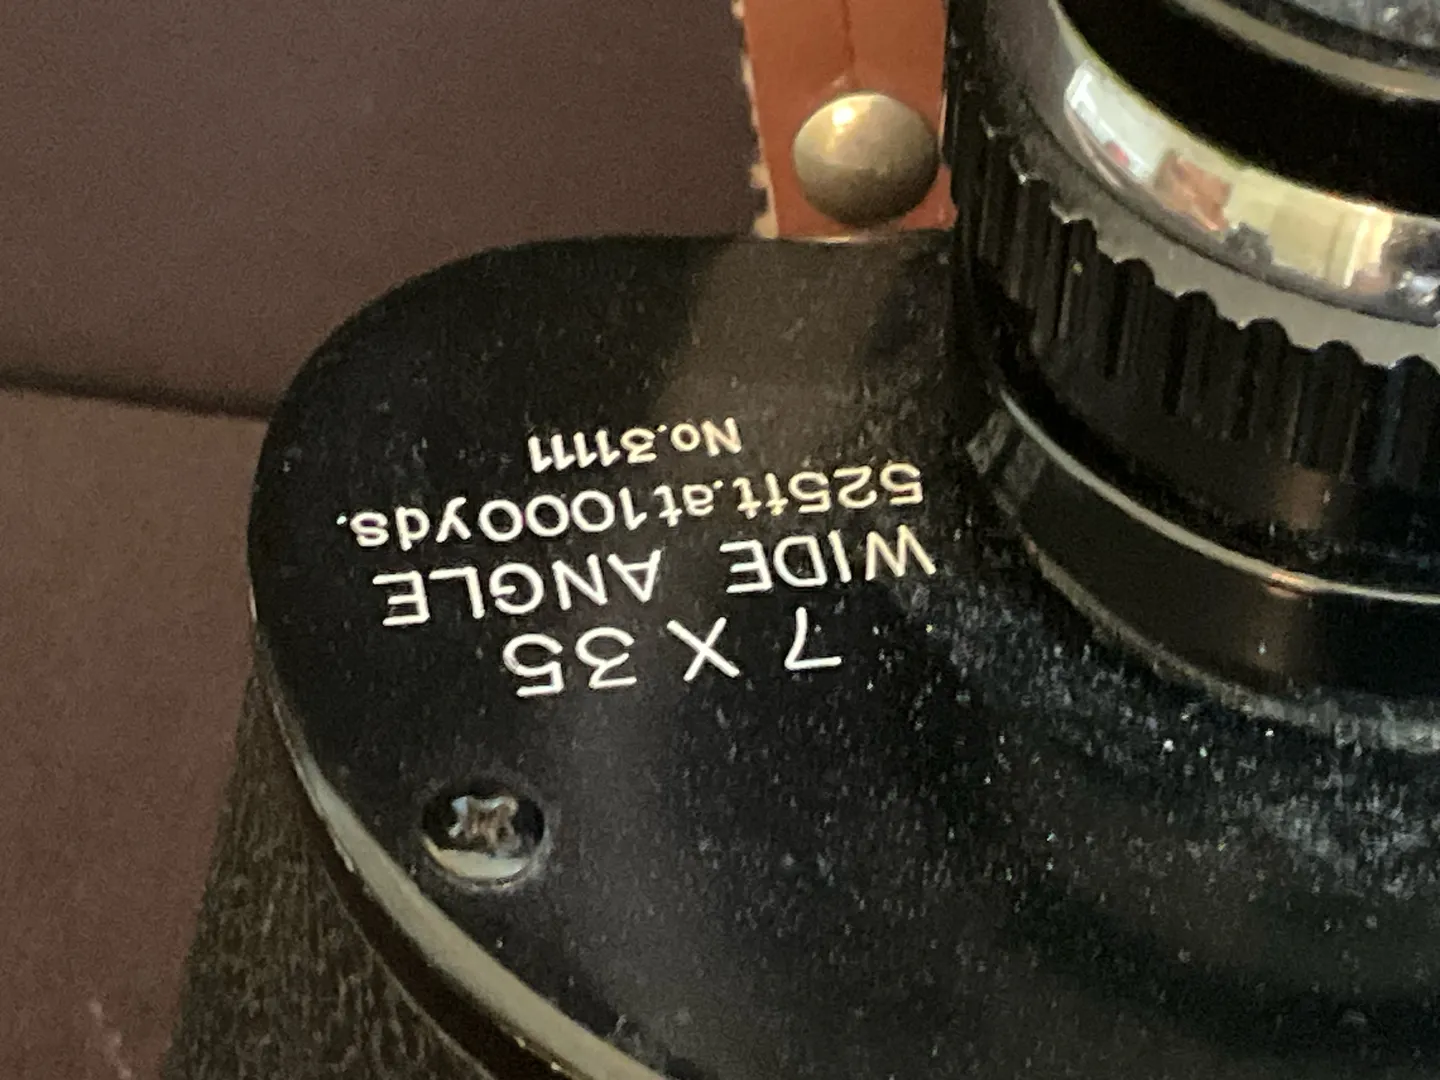 7 X 35
WIDE ANGLE
525ft.at1000yds.
No.31111